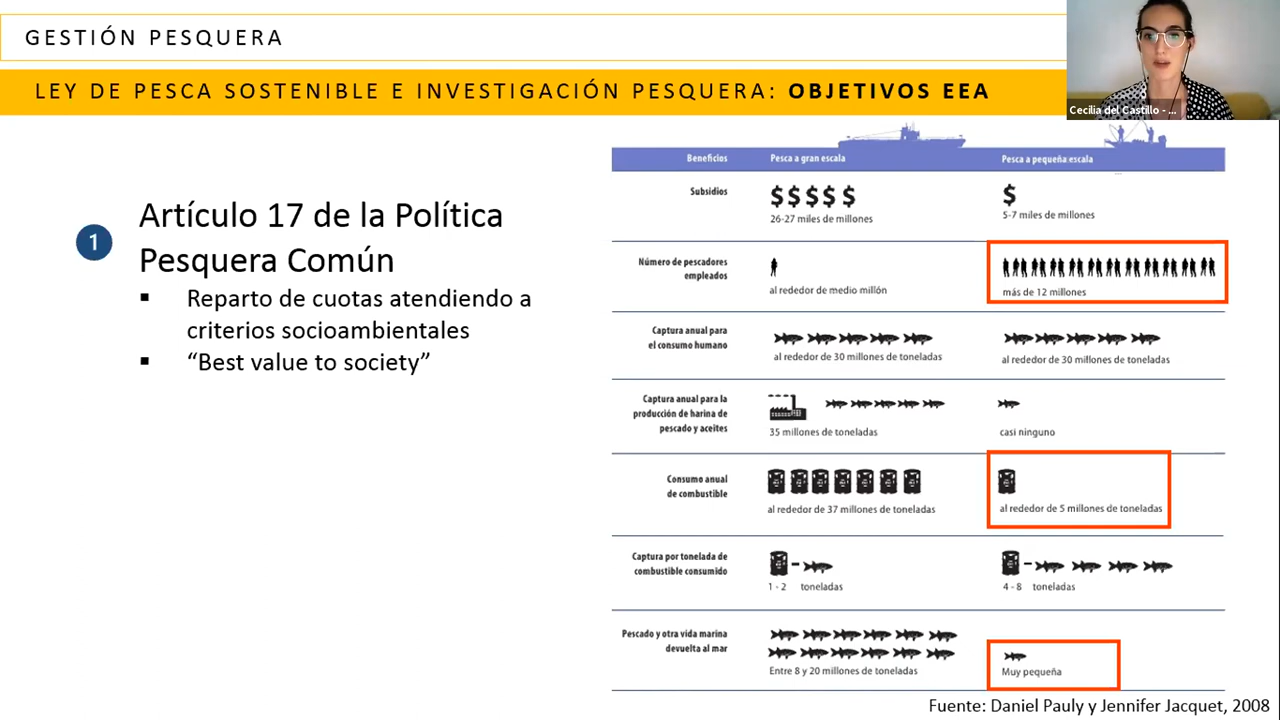 GESTIÓN PESQUERA
Cecilia del Castillo - ...
LEY DE PESCA SOSTENIBLE E INVESTIGACIÓN PESQUERA: OBJETIVOS EEA
1
Artículo 17 de la Política
Pesquera Común
▪ Reparto de cuotas atendiendo a
criterios socioambientales
▪ “Best value to society”
Beneficios Pesca a gran escala Pesca a pequeña escala
Subsidios
$ $ $ $ $ $
26-27 miles de millones 5-7 miles de millones
Número de pescadores
empleados
al rededor de medio millón más de 12 millones
Captura anual para
el consumo humano
al rededor de 30 millones de toneladas al rededor de 30 millones de toneladas
Captura anual para la
producción de harina de
pescado y aceites
35 millones de toneladas casi ninguno
Consumo anual
de combustible
al rededor de 37 millones de toneladas al rededor de 5 millones de toneladas
Captura por tonelada de
combustible consumido
1 - 2 toneladas 4 - 8 toneladas
Pescado y otra vida marina
devuelta al mar
Entre 8 y 20 millones de toneladas Muy pequeña
Fuente: Daniel Pauly y Jennifer Jacquet, 2008